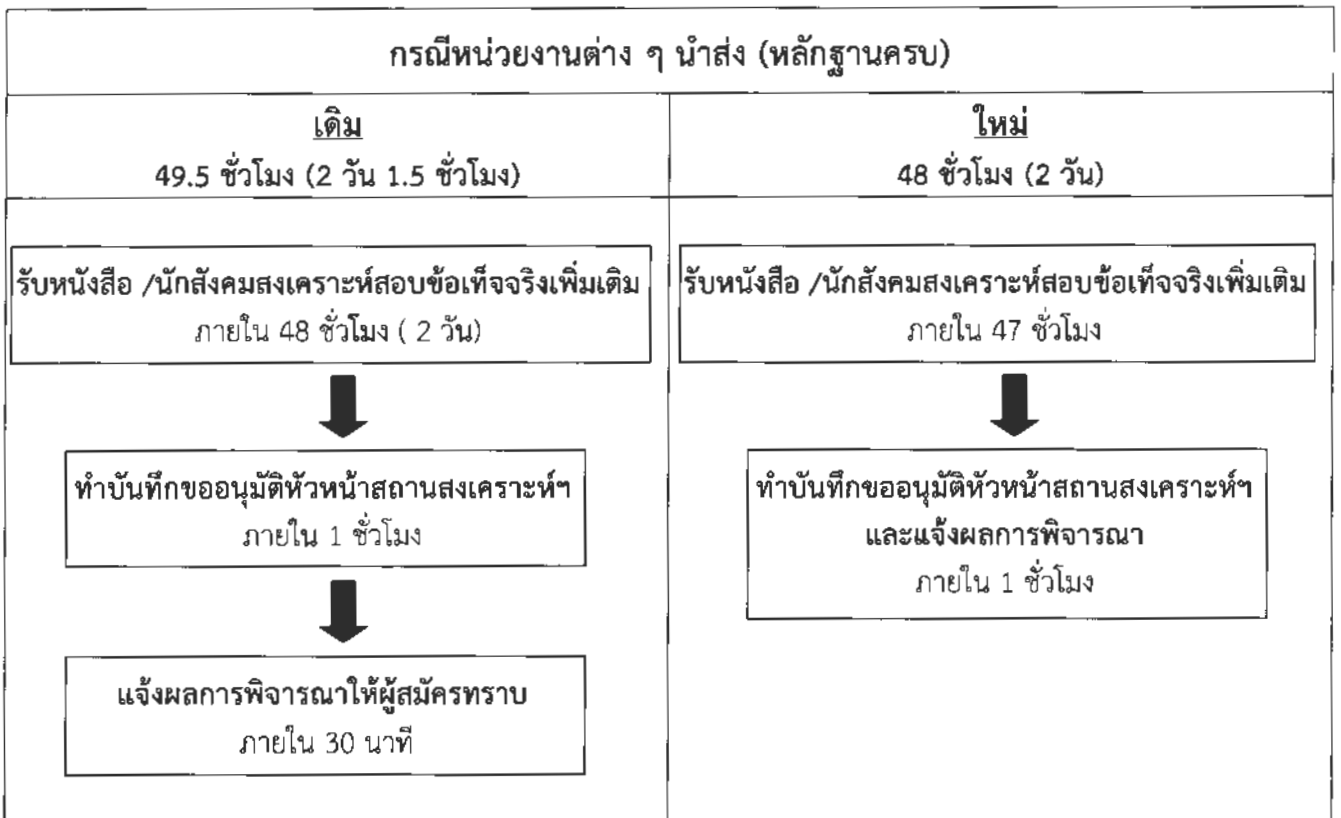 กรณีหน่วยงานต่าง ๆ นำส่ง (หลักฐานครบ)
เดิม
49.5 ชั่วโมง (2 วัน 1.5 ชั่วโมง)
รับหนังสือ /นักสังคมสงเคราะห์สอบข้อเท็จจริงเพิ่มเติม
ภายใน 48 ชั่วโมง ( 2 วัน)
ทำบันทึกขออนุมัติหัวหน้าสถานสงเคราะห์ฯ
ภายใน 1 ชั่วโมง
แจ้งผลการพิจารณาให้ผู้สมัครทราบ
ภายใน 30 นาที
ใหม่
48 ชั่วโมง (2 วัน)
รับหนังสือ /นักสังคมสงเคราะห์สอบข้อเท็จจริงเพิ่มเติม
ภายใน 47 ชั่วโมง
ทำบันทึกขออนุมัติหัวหน้าสถานสงเคราะห์ฯ
และแจ้งผลการพิจารณา
ภายใน 1 ชั่วโมง